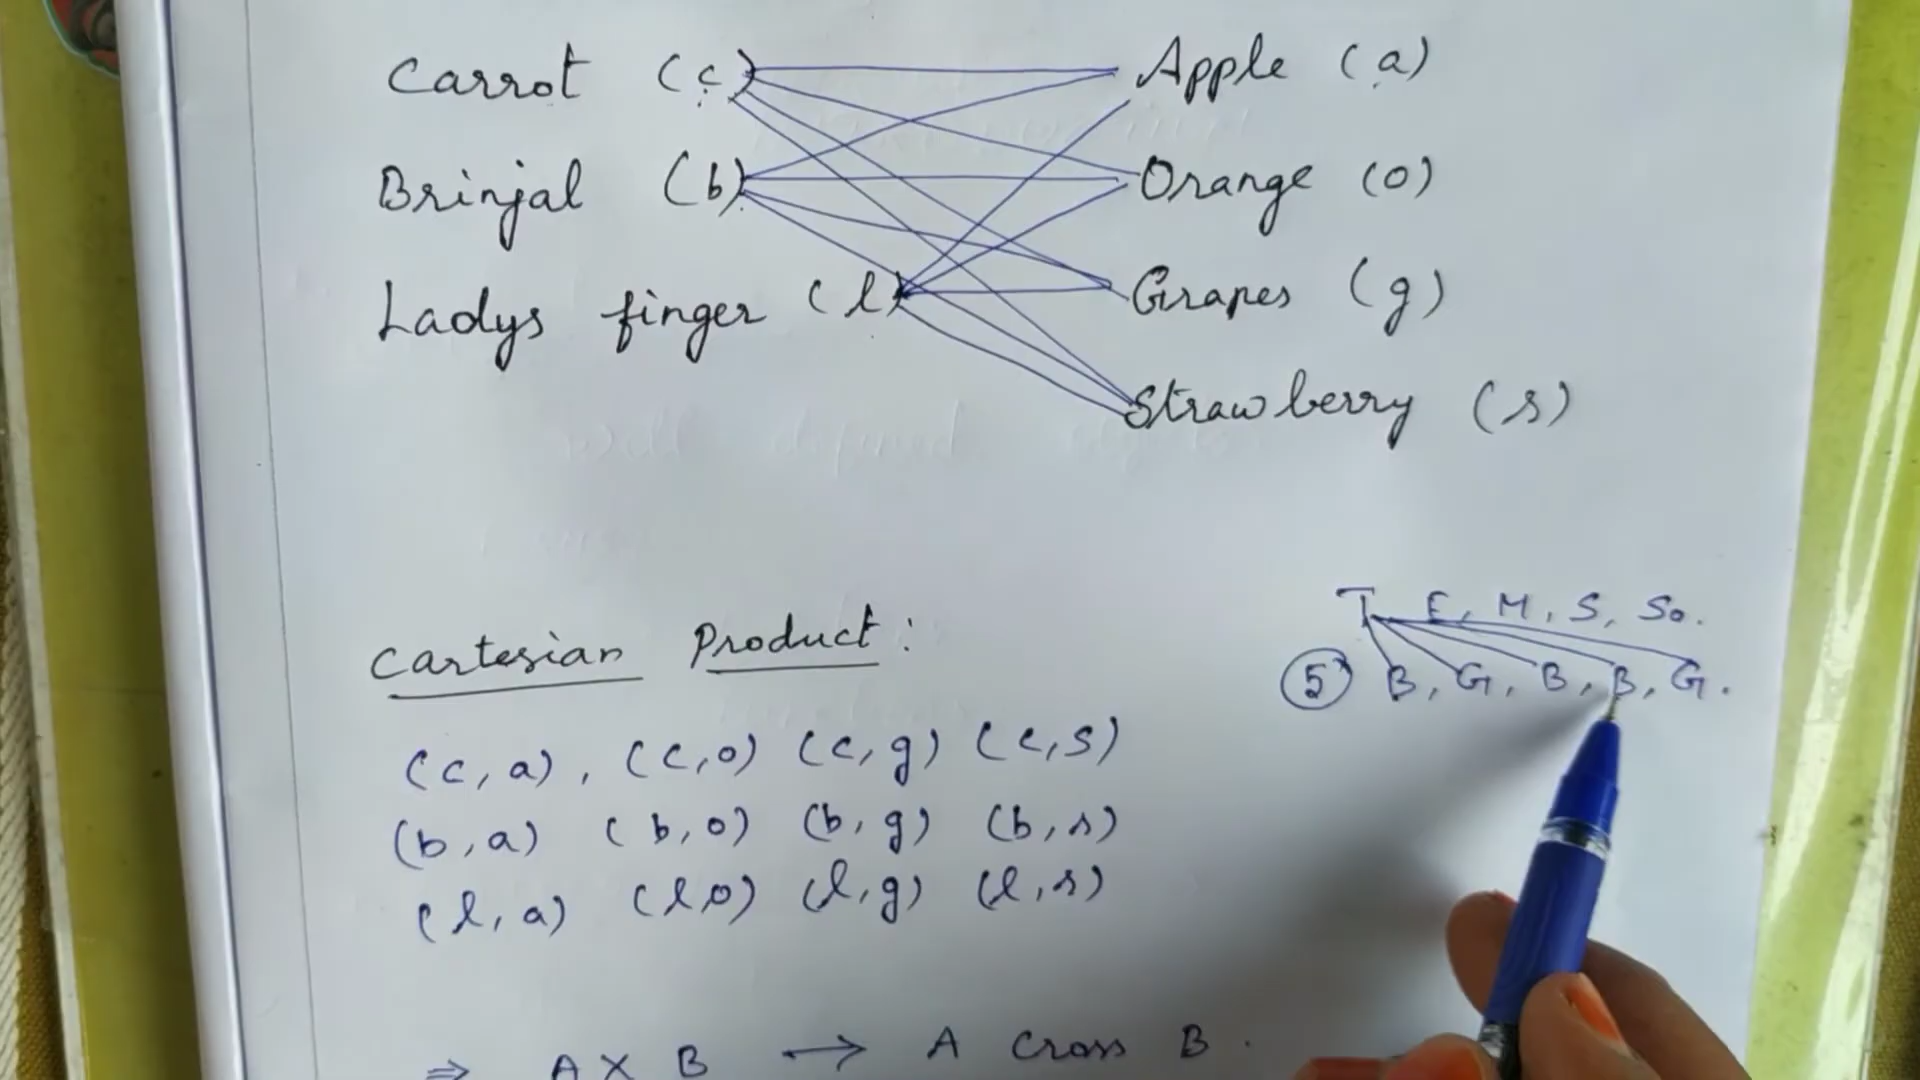 Carrot (c) Apple (a)
Brinjal (b) Orange (o)
Ladys finger (l) Grapes (g)
Strawberry (s)
T, E, M, S, So.
Cartesian Product:
5 B, G, B, B, G.
(c, a), (c, o) (c, g) (c, s)
(b, a) (b, o) (b, g) (b, s)
(l, a) (l, o) (l, g) (l, s)
⇒ A X B → A Cross B.